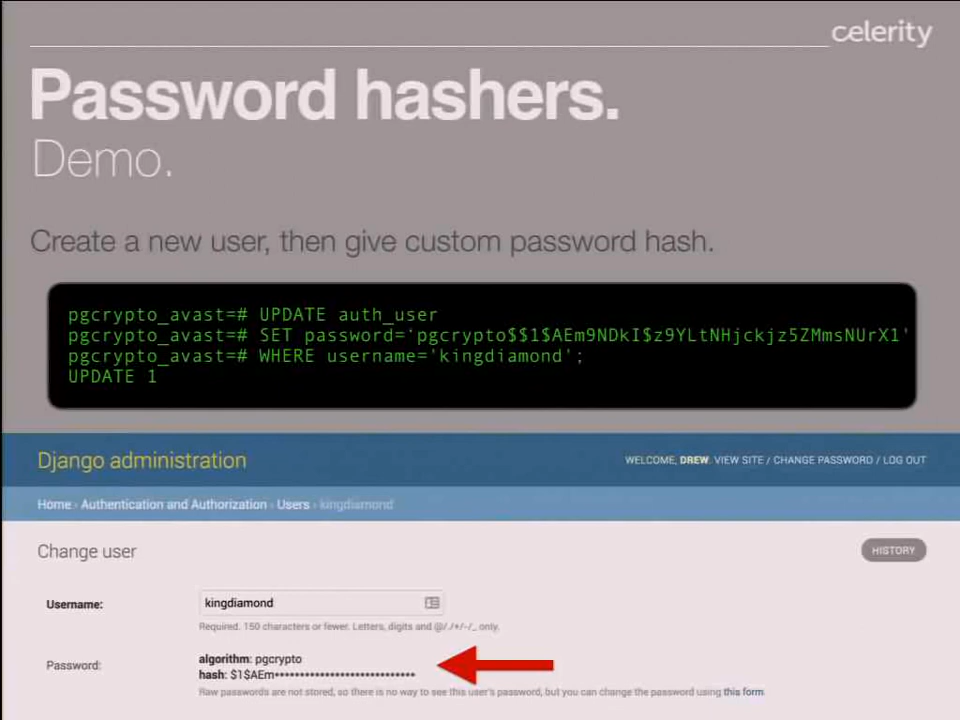 celerity
Password hashers.
Demo.
Create a new user, then give custom password hash.
pgcrypto_avast=# UPDATE auth_user
pgcrypto_avast=# SET password=‘pgcrypto$$1$AEm9NDkI$z9YLtNHjckjz5ZMmsNUrX1'
pgcrypto_avast=# WHERE username='kingdiamond';
UPDATE 1
Django administration
WELCOME, DREW. VIEW SITE / CHANGE PASSWORD / LOG OUT
Home › Authentication and Authorization › Users › kingdiamond
Change user
HISTORY
Username:
kingdiamond
Required. 150 characters or fewer. Letters, digits and @/./+/-/_ only.
Password:
algorithm: pgcrypto
hash: $1$AEm••••••••••••••••••••••••••••
Raw passwords are not stored, so there is no way to see this user's password, but you can change the password using this form.